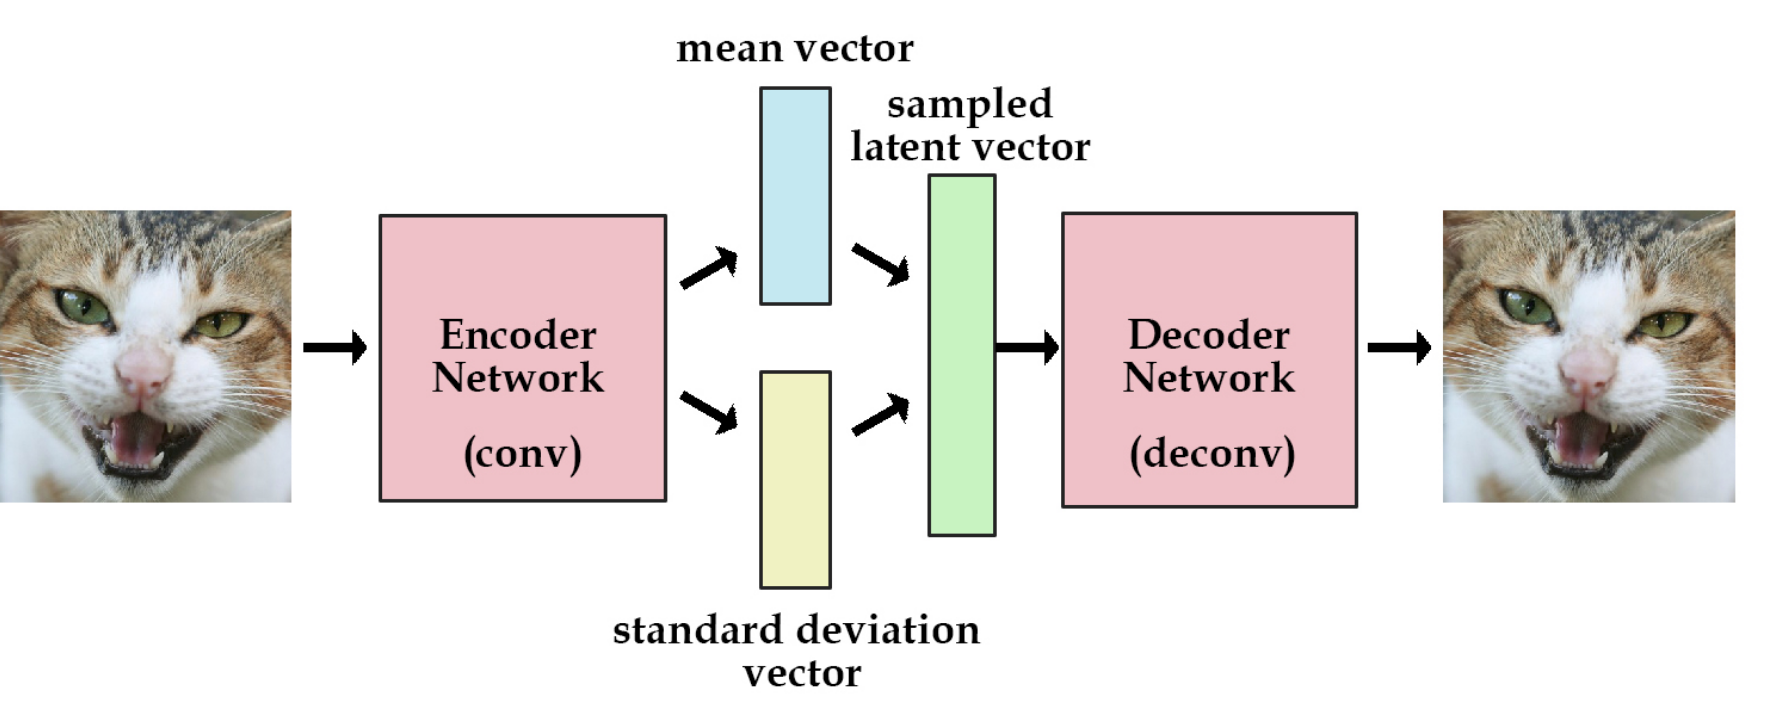 mean vector
sampled
latent vector
Encoder
Network
(conv)
Decoder
Network
(deconv)
standard deviation
vector